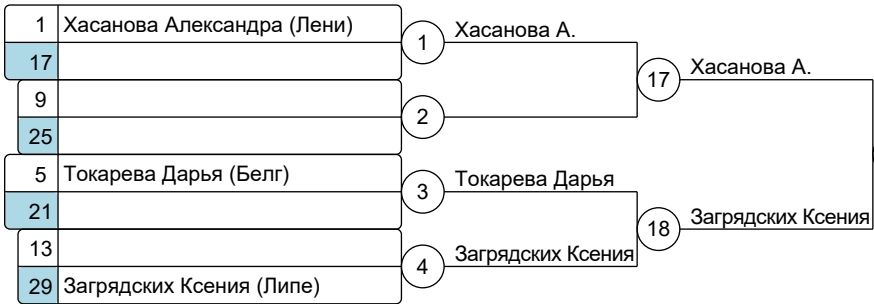 1 Хасанова Александра (Лени)
17
9
25
5 Токарева Дарья (Белг)
21
13
29 Загрядских Ксения (Липе)
1 Хасанова А.
2
3 Токарева Дарья
4 Загрядских Ксения
17 Хасанова А.
18 Загрядских Ксения